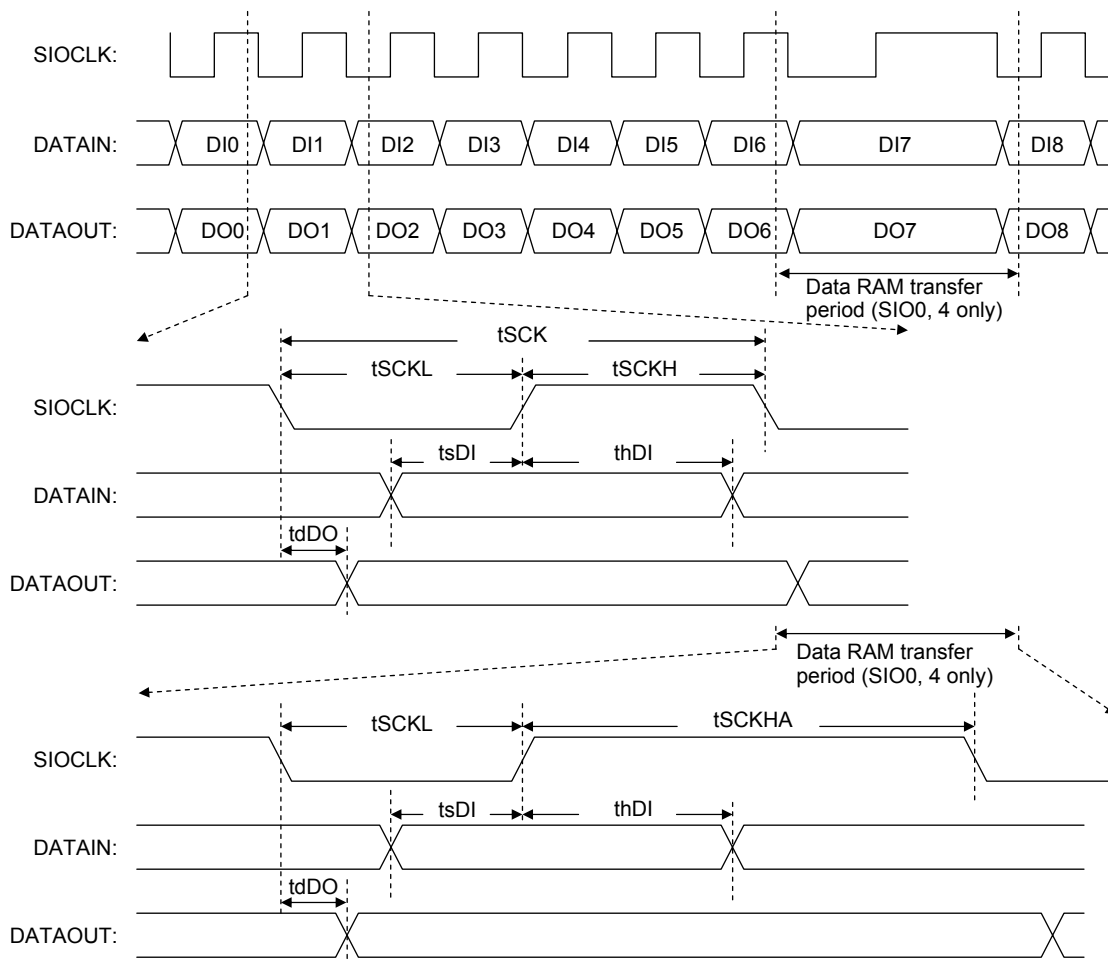 SIOCLK:
DATAIN: DI0 DI1 DI2 DI3 DI4 DI5 DI6 DI7 DI8
DATAOUT: DO0 DO1 DO2 DO3 DO4 DO5 DO6 DO7 DO8
Data RAM transfer
period (SIO0, 4 only)
tSCK
tSCKL tSCKH
SIOCLK:
tsDI thDI
DATAIN:
tdDO
DATAOUT:
Data RAM transfer
period (SIO0, 4 only)
tSCKL tSCKHA
SIOCLK:
tsDI thDI
DATAIN:
tdDO
DATAOUT: